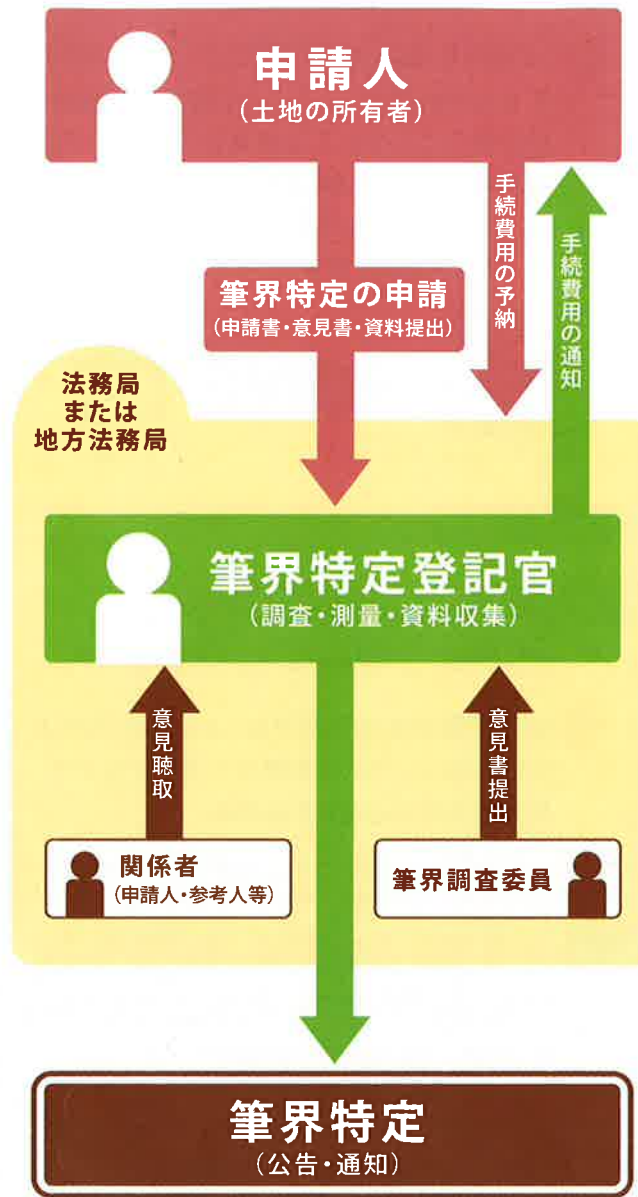 申請人
(土地の所有者)
手続費用の予納
手続費用の通知
筆界特定の申請
(申請書・意見書・資料提出)
法務局
または
地方法務局
筆界特定登記官
(調査・測量・資料収集)
意見聴取
意見書提出
関係者
(申請人・参考人等)
筆界調査委員
筆界特定
(公告・通知)